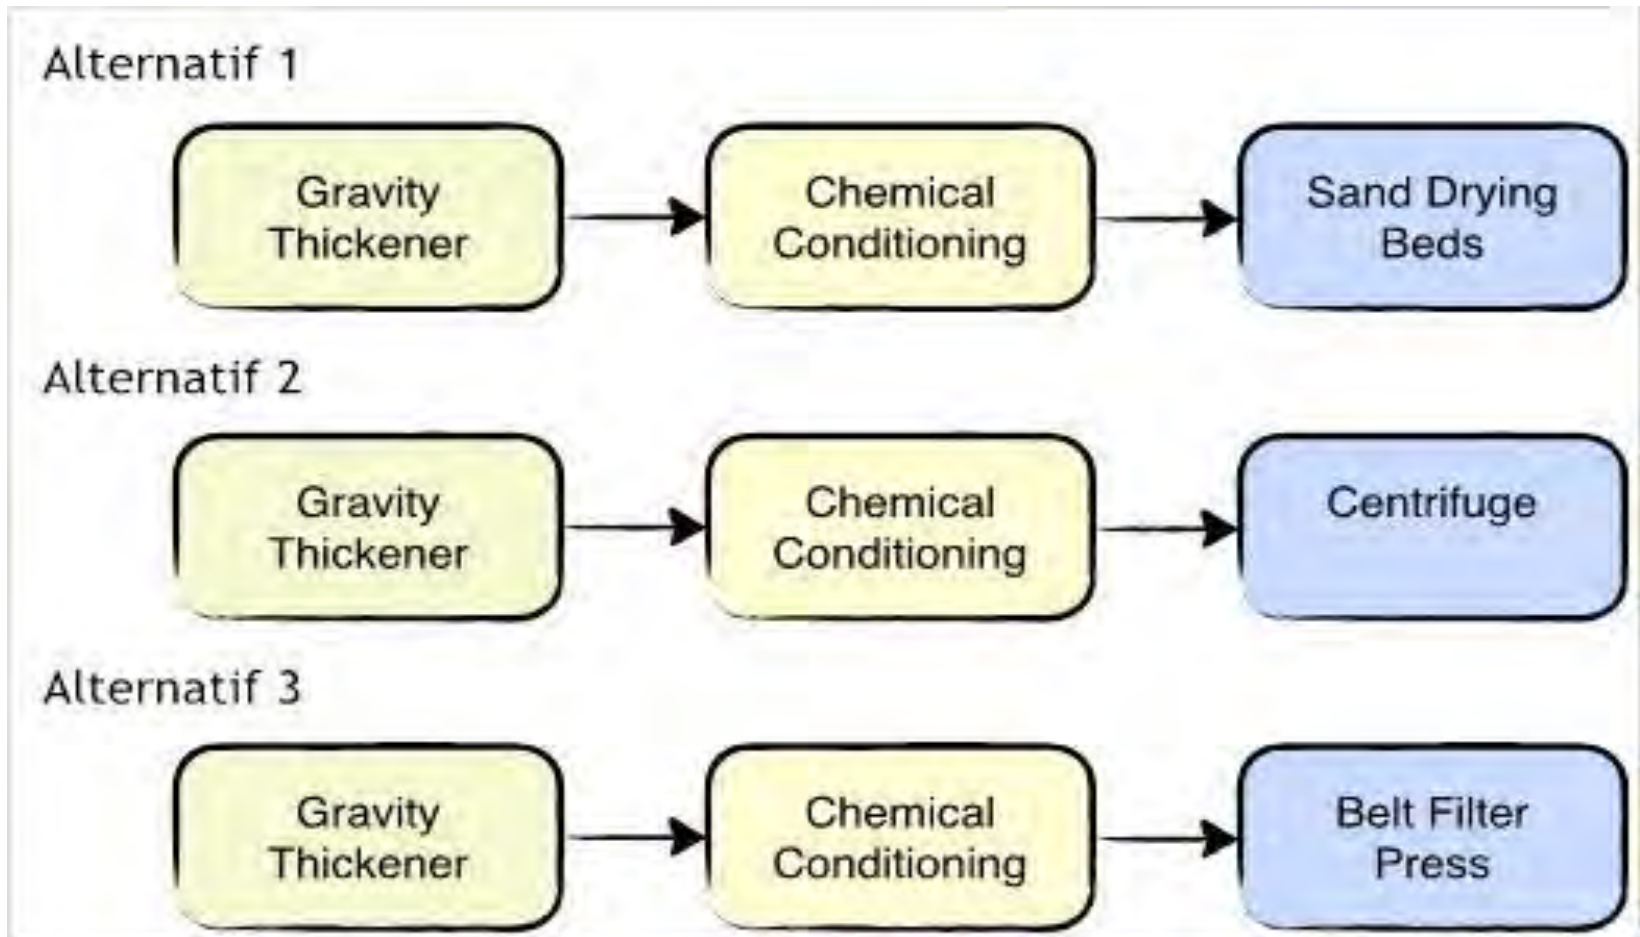 Alternatif 1
Gravity
Thickener
Chemical
Conditioning
Sand Drying
Beds
Alternatif 2
Gravity
Thickener
Chemical
Conditioning
Centrifuge
Alternatif 3
Gravity
Thickener
Chemical
Conditioning
Belt Filter
Press